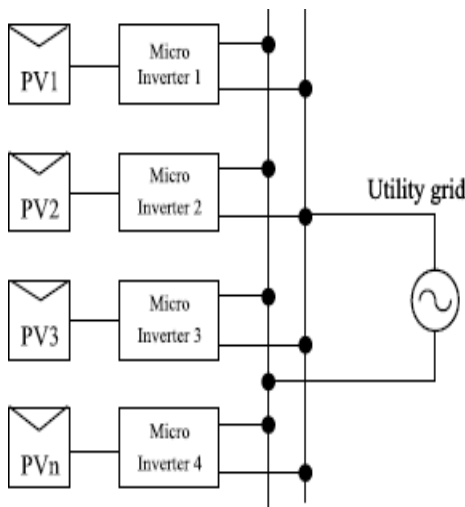 PV1
Micro
Inverter 1
PV2
Micro
Inverter 2
Utility grid
PV3
Micro
Inverter 3
PVn
Micro
Inverter 4